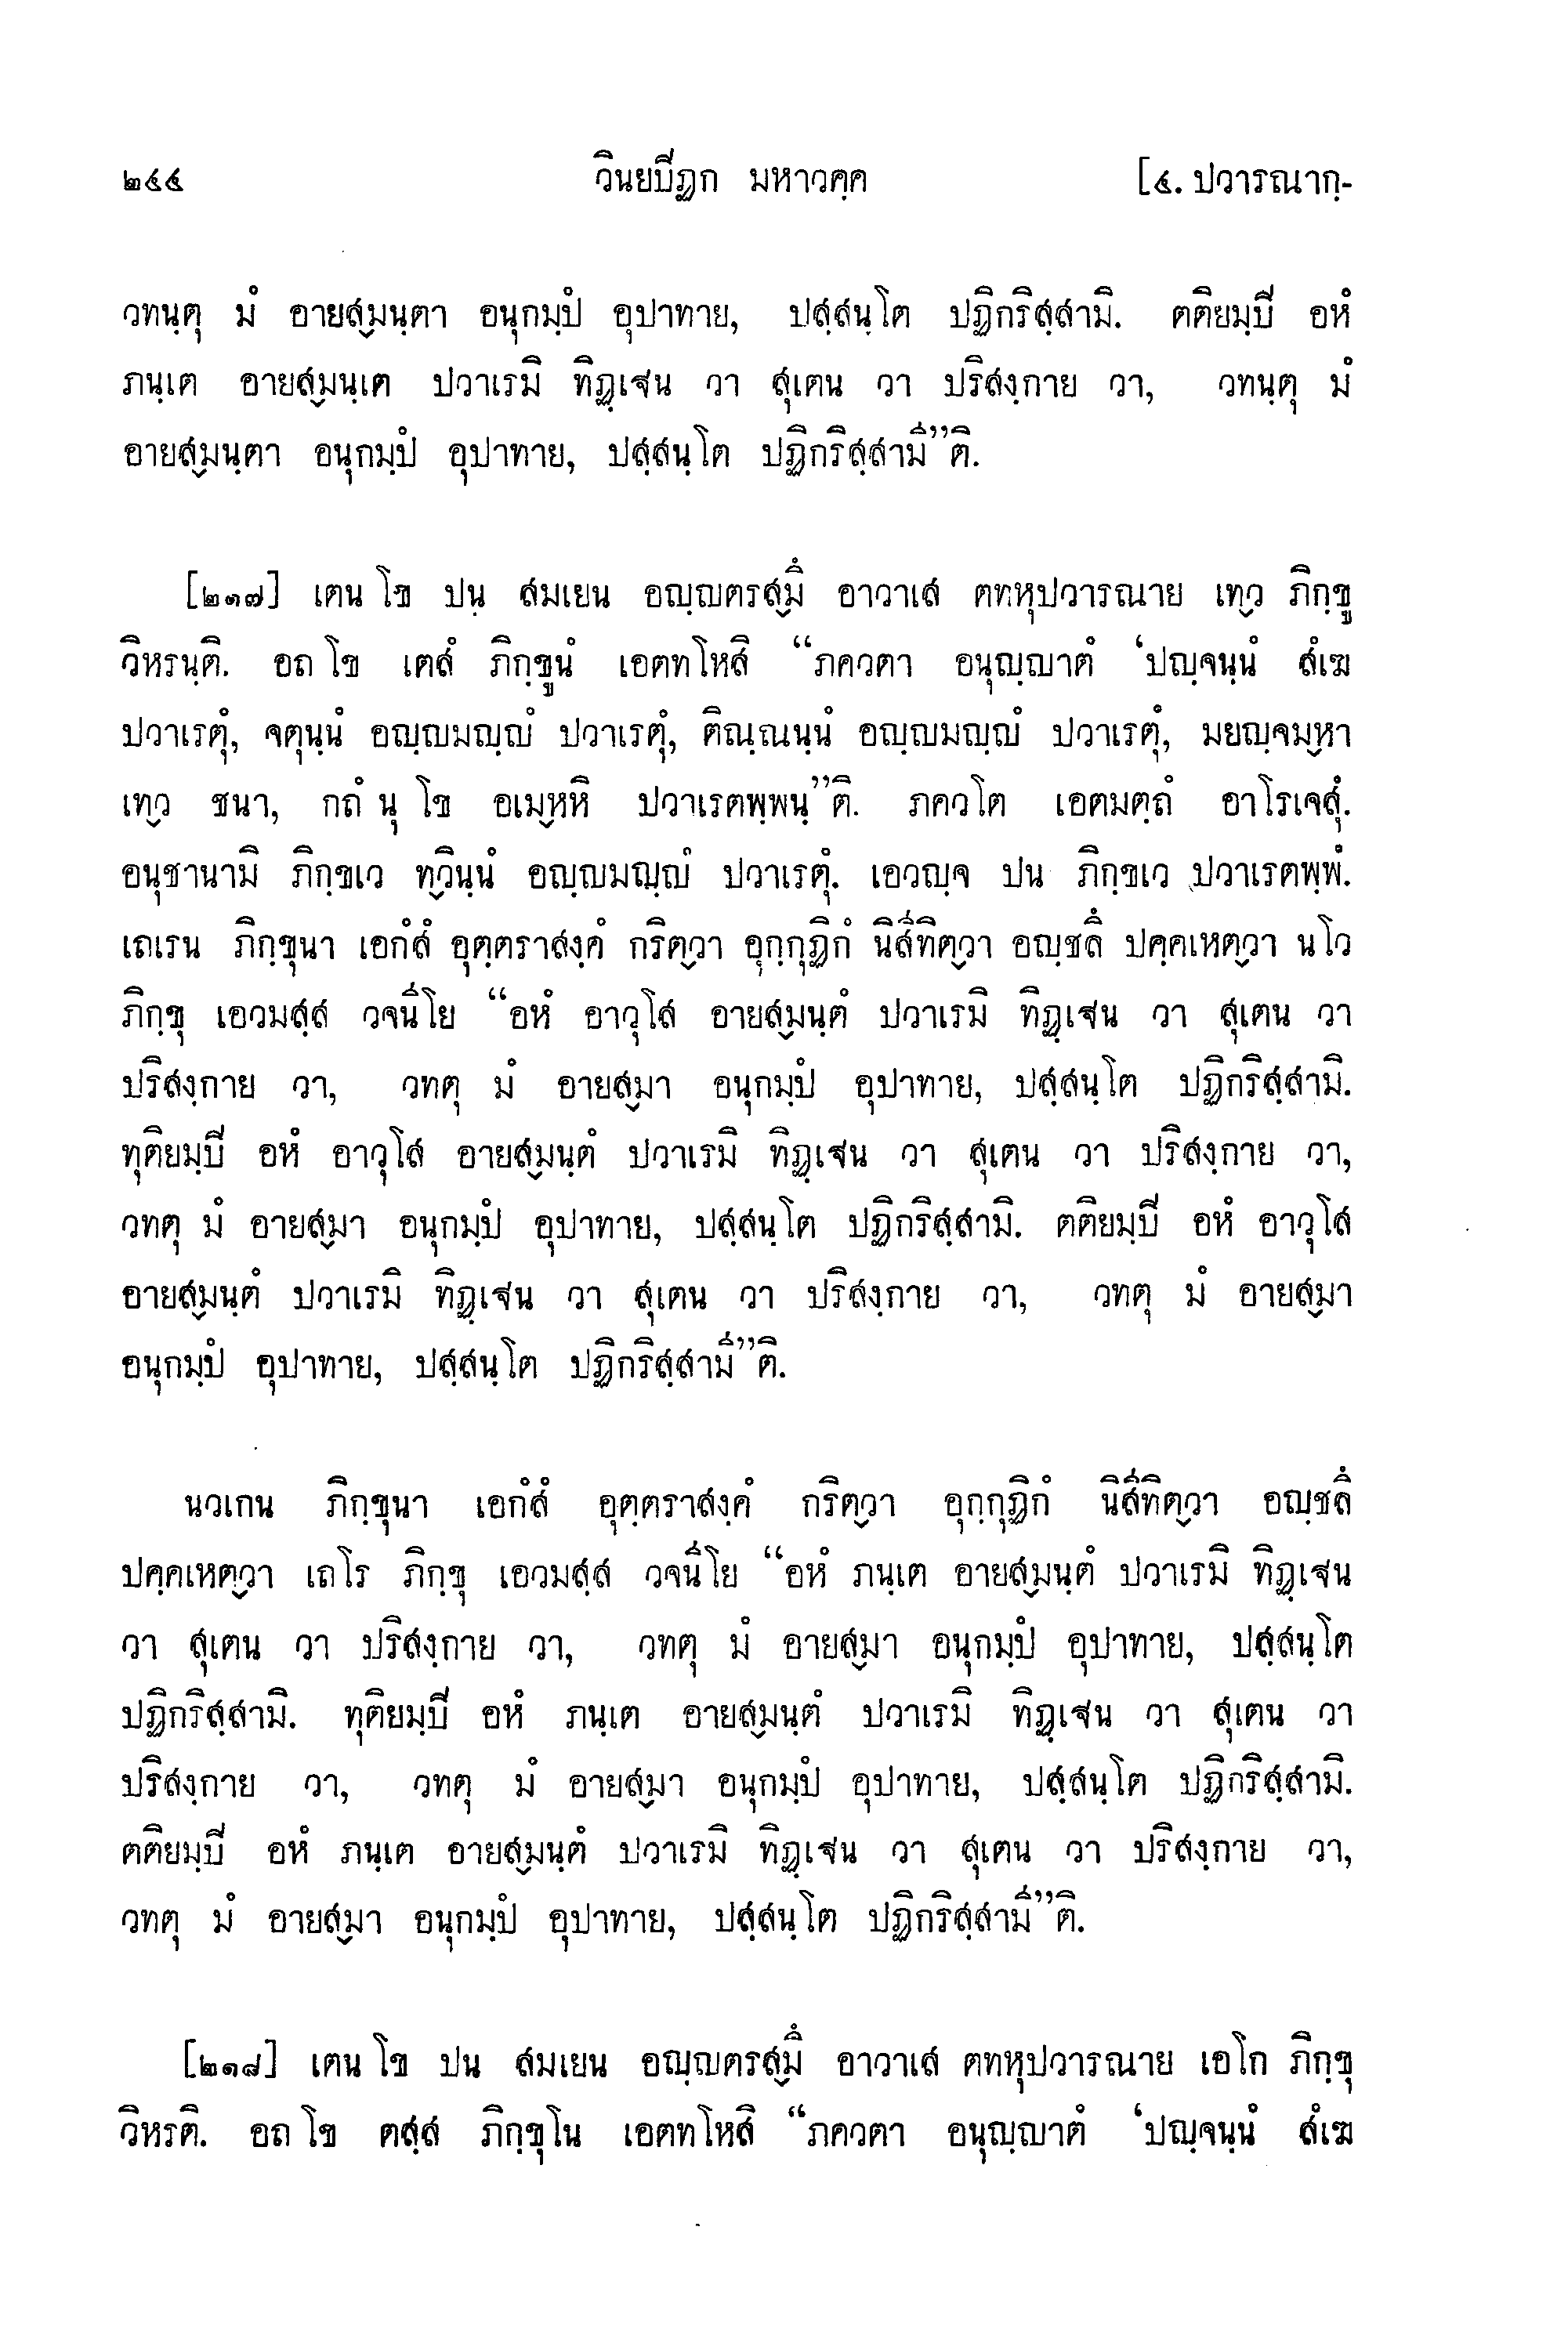 ๒๔๔ วินยปิฏก มหาวคฺค [๔. ปวารณากฺ-
วทนฺตุ มํ อายสฺมนฺตา อนุกมฺปํ อุปาทาย, ปสฺสนฺโต ปฏิกริสฺสามิ. ตติยมฺปิ อหํ
ภนฺเต อายสฺมนฺเต ปวาเรมิ ทิฏฺเฐน วา สุเตน วา ปริสงฺกาย วา, วทนฺตุ มํ
อายสฺมนฺตา อนุกมฺปํ อุปาทาย, ปสฺสนฺโต ปฏิกริสฺสามี”ติ.
[๒๑๗] เตน โข ปนฺ สมเยน อญฺญตรสฺมึ อาวาเส ตทหุปวารณาย เทฺว ภิกฺขู
วิหรนฺติ. อถ โข เตสํ ภิกฺขูนํ เอตทโหสิ “ภควตา อนุญฺญาตํ ‘ปญฺจนฺนํ สํเฆ
ปวาเรตุํ, จตุนฺนํ อญฺญมญฺญํ ปวาเรตุํ, ติณฺณนฺนํ อญฺญมญฺญํ ปวาเรตุํ, มยญฺจมฺหา
เทฺว ชนา, กถํ นุ โข อเมฺหหิ ปวาเรตพฺพนฺ”ติ. ภควโต เอตมตฺถํ อาโรเจสุํ.
อนุชานามิ ภิกฺขเว ทฺวินฺนํ อญฺญมญฺญํ ปวาเรตุํ. เอวญฺจ ปน ภิกฺขเว ปวาเรตพฺพํ.
เถเรน ภิกฺขุนา เอกํสํ อุตฺตราสงฺคํ กริตฺวา อุกฺกุฏิกํ นิสีทิตฺวา อญฺชลึ ปคฺคเหตฺวา นโว
ภิกฺขุ เอวมสฺส วจนีโย “อหํ อาวุโส อายสฺมนฺตํ ปวาเรมิ ทิฏฺเฐน วา สุเตน วา
ปริสงฺกาย วา, วทตุ มํ อายสฺมา อนุกมฺปํ อุปาทาย, ปสฺสนฺโต ปฏิกริสฺสามิ.
ทุติยมฺปิ อหํ อาวุโส อายสฺมนฺตํ ปวาเรมิ ทิฏฺเฐน วา สุเตน วา ปริสงฺกาย วา,
วทตุ มํ อายสฺมา อนุกมฺปํ อุปาทาย, ปสฺสนฺโต ปฏิกริสฺสามิ. ตติยมฺปิ อหํ อาวุโส
อายสฺมนฺตํ ปวาเรมิ ทิฏฺเฐน วา สุเตน วา ปริสงฺกาย วา, วทตุ มํ อายสฺมา
อนุกมฺปํ อุปาทาย, ปสฺสนฺโต ปฏิกริสฺสามี”ติ.
นวเกน ภิกฺขุนา เอกํสํ อุตฺตราสงฺคํ กริตฺวา อุกฺกุฏิกํ นิสีทิตฺวา อญฺชลึ
ปคฺคเหตฺวา เถโร ภิกฺขุ เอวมสฺส วจนีโย “อหํ ภนฺเต อายสฺมนฺตํ ปวาเรมิ ทิฏฺเฐน
วา สุเตน วา ปริสงฺกาย วา, วทตุ มํ อายสฺมา อนุกมฺปํ อุปาทาย, ปสฺสนฺโต
ปฏิกริสฺสามิ. ทุติยมฺปิ อหํ ภนฺเต อายสฺมนฺตํ ปวาเรมิ ทิฏฺเฐน วา สุเตน วา
ปริสงฺกาย วา, วทตุ มํ อายสฺมา อนุกมฺปํ อุปาทาย, ปสฺสนฺโต ปฏิกริสฺสามิ.
ตติยมฺปิ อหํ ภนฺเต อายสฺมนฺตํ ปวาเรมิ ทิฏฺเฐน วา สุเตน วา ปริสงฺกาย วา,
วทตุ มํ อายสฺมา อนุกมฺปํ อุปาทาย, ปสฺสนฺโต ปฏิกริสฺสามี”ติ.
[๒๑๘] เตน โข ปน สมเยน อญฺญตรสฺมึ อาวาเส ตทหุปวารณาย เอโก ภิกฺขุ
วิหรติ. อถ โข ตสฺส ภิกฺขุโน เอตทโหสิ “ภควตา อนุญฺญาตํ ‘ปญฺจนฺนํ สํเฆ